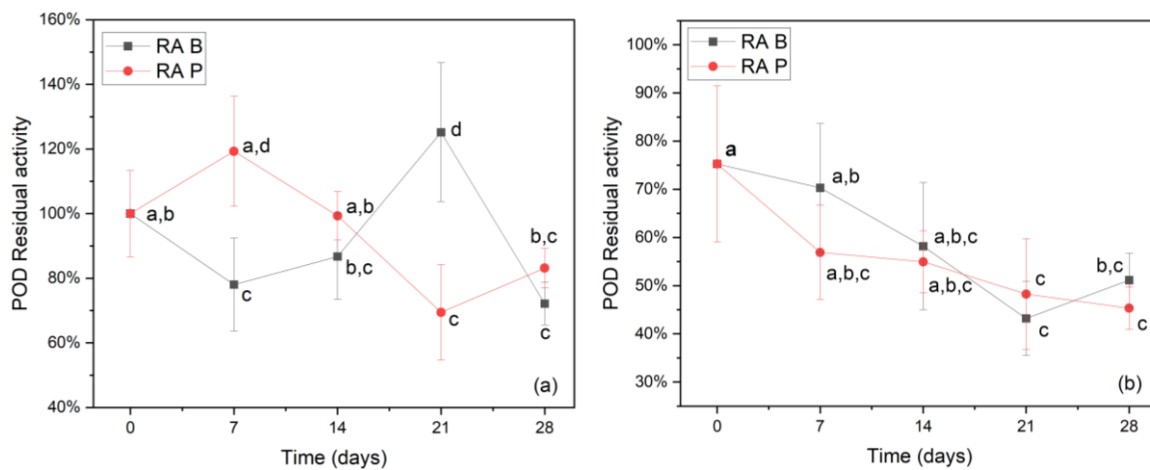 160%
140%
120%
100%
80%
60%
40%
POD Residual activity
RA B
RA P
a,b
a,d
c
a,b
b,c
d
c
b,c
c
(a)
0 7 14 21 28
Time (days)
100%
90%
80%
70%
60%
50%
40%
30%
POD Residual activity
RA B
RA P
a
a,b
a,b,c
a,b,c
a,b,c
c
c
b,c
c
(b)
0 7 14 21 28
Time (days)